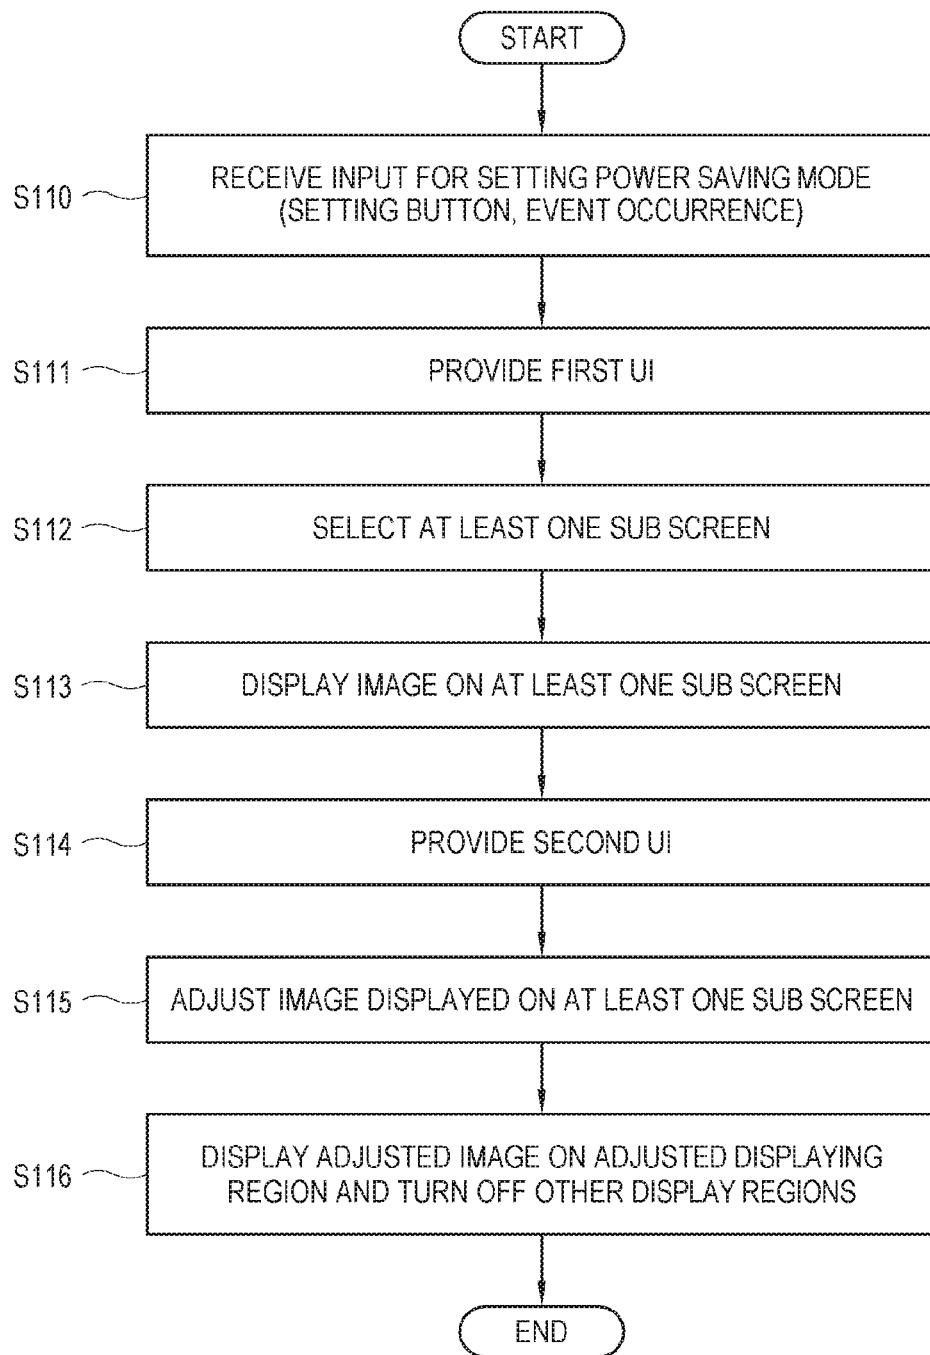 START
S110
RECEIVE INPUT FOR SETTING POWER SAVING MODE
(SETTING BUTTON, EVENT OCCURRENCE)
S111
PROVIDE FIRST UI
S112
SELECT AT LEAST ONE SUB SCREEN
S113
DISPLAY IMAGE ON AT LEAST ONE SUB SCREEN
S114
PROVIDE SECOND UI
S115
ADJUST IMAGE DISPLAYED ON AT LEAST ONE SUB SCREEN
S116
DISPLAY ADJUSTED IMAGE ON ADJUSTED DISPLAYING
REGION AND TURN OFF OTHER DISPLAY REGIONS
END